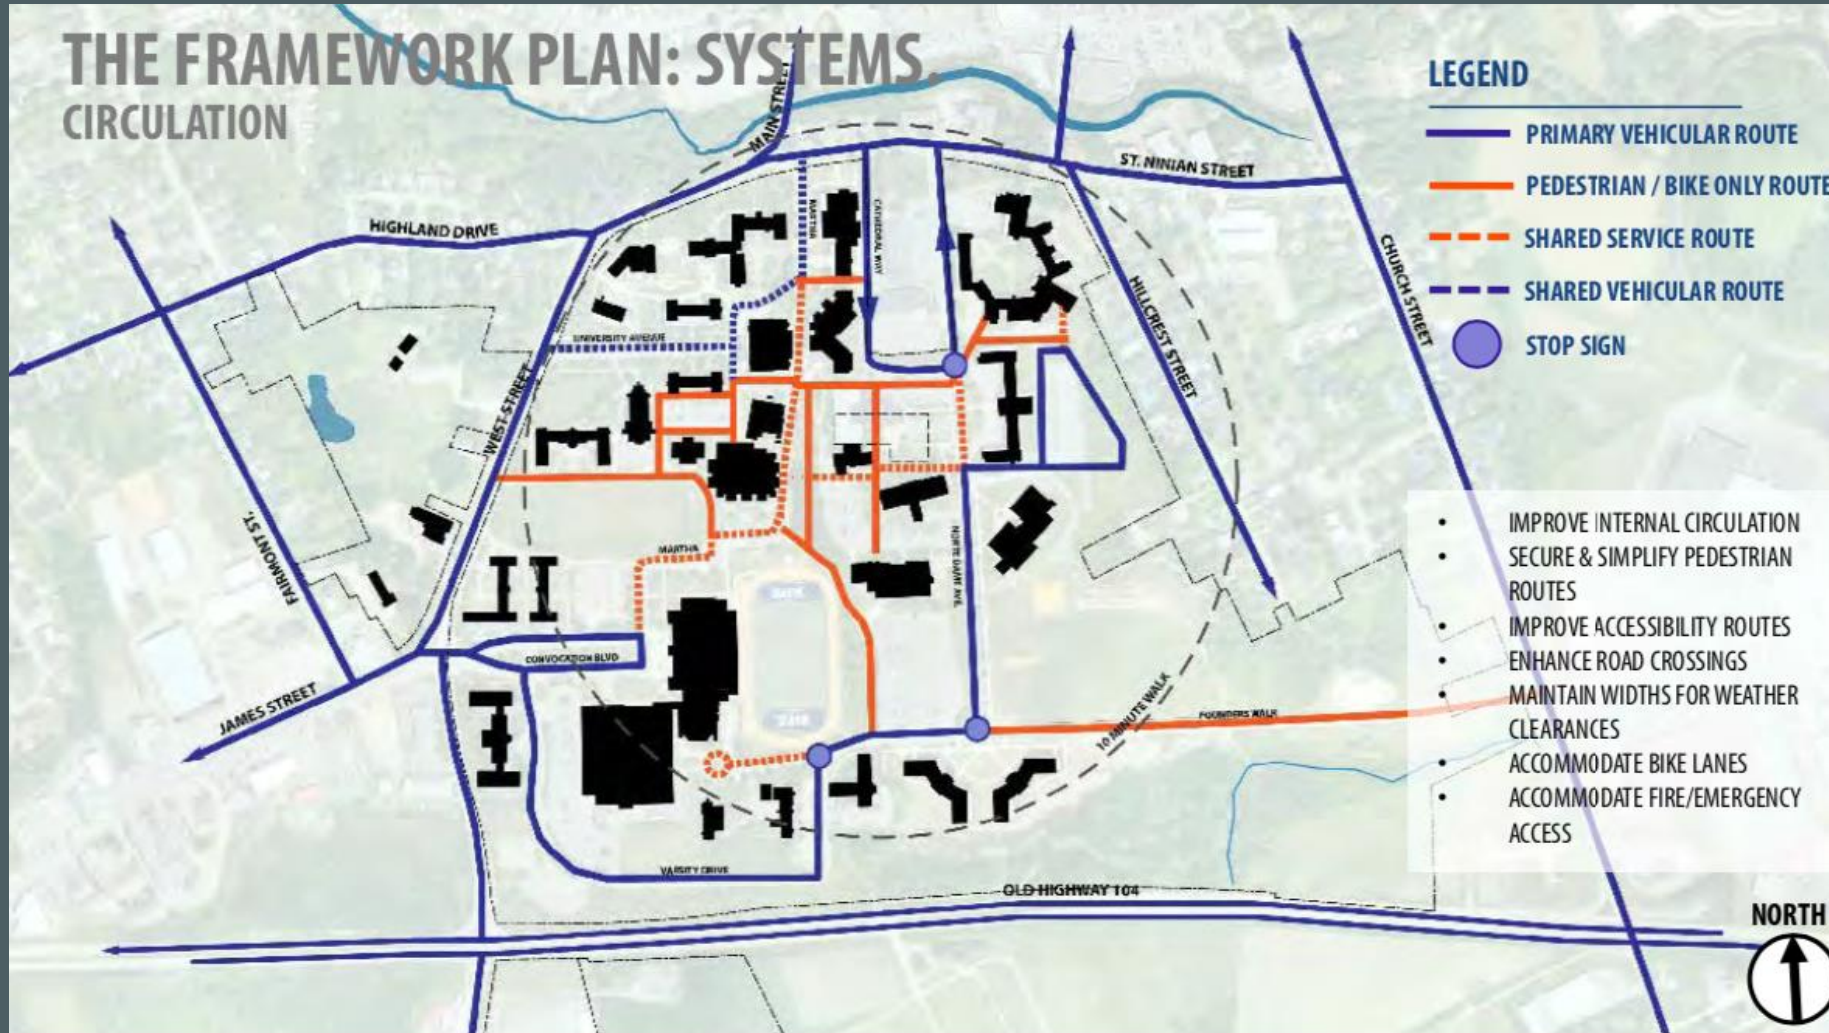 THE FRAMEWORK PLAN: SYSTEMS.
CIRCULATION
LEGEND
PRIMARY VEHICULAR ROUTE
PEDESTRIAN / BIKE ONLY ROUTE
SHARED SERVICE ROUTE
SHARED VEHICULAR ROUTE
STOP SIGN
MAIN STREET
ST. NINIAN STREET
HIGHLAND DRIVE
MARTHA
CATHEDRAL WAY
CHURCH STREET
HILLCREST STREET
UNIVERSITY AVENUE
WEST STREET
FAIRMONT ST.
MARTHA
NORTE DAME AVE.
CONVOCATION BLVD
JAMES STREET
10 MINUTE WALK
FOUNDERS WALK
VARSITY DRIVE
OLD HIGHWAY 104
• IMPROVE INTERNAL CIRCULATION
• SECURE & SIMPLIFY PEDESTRIAN
ROUTES
• IMPROVE ACCESSIBILITY ROUTES
• ENHANCE ROAD CROSSINGS
• MAINTAIN WIDTHS FOR WEATHER
CLEARANCES
• ACCOMMODATE BIKE LANES
• ACCOMMODATE FIRE/EMERGENCY
ACCESS
NORTH